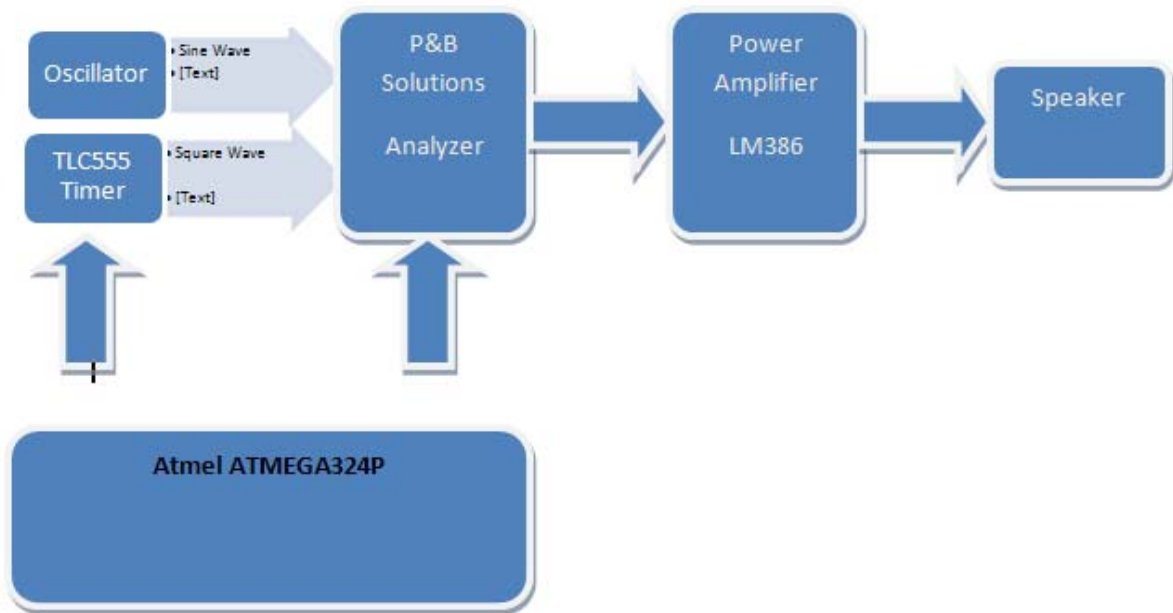 Oscillator
• Sine Wave
• [Text]
TLC555
Timer
• Square Wave
• [Text]
P&B
Solutions
Analyzer
Power
Amplifier
LM386
Speaker
Atmel ATMEGA324P